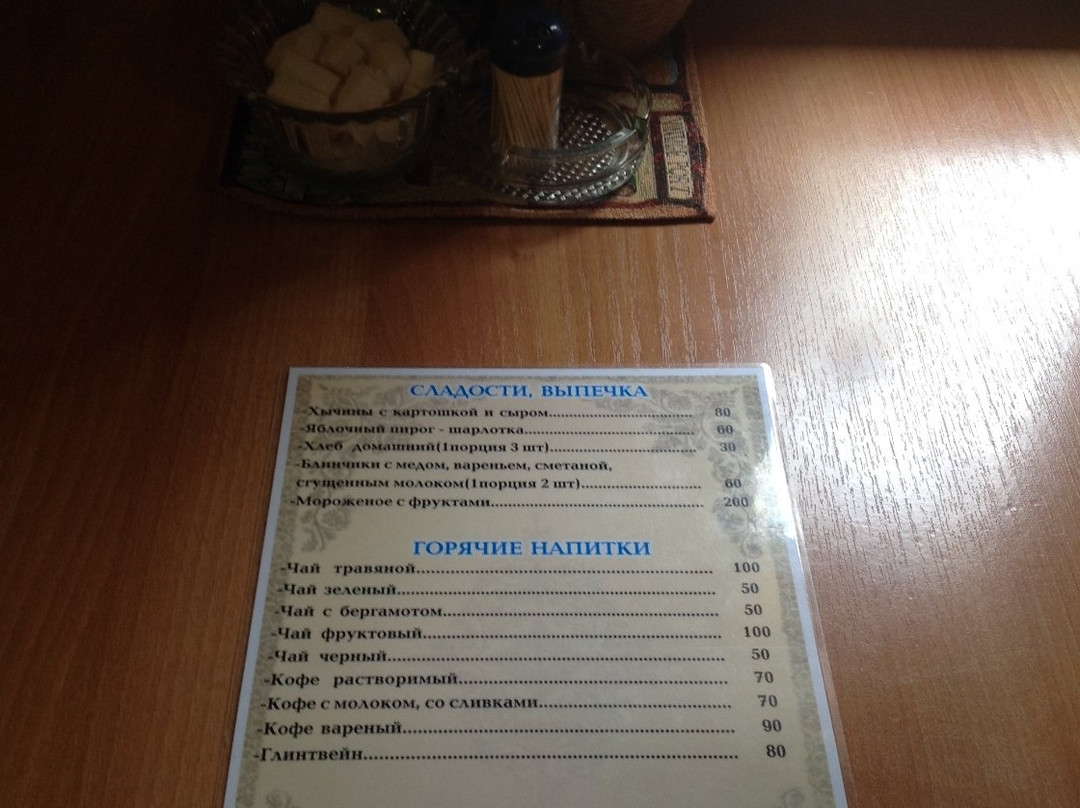 СЛАДОСТИ, ВЫПЕЧКА
-Хычины с картошкой и сыром........................... 80
-Яблочный пирог - шарлотка................................ 60
-Хлеб домашний(1порция 3 шт)........................... 30
-Блинчики с медом, вареньем, сметаной,
сгущенным молоком(1порция 2 шт)...................... 60
-Мороженое с фруктами........................................ 200
ГОРЯЧИЕ НАПИТКИ
-Чай травяной....................................................... 100
-Чай зеленый.......................................................... 50
-Чай с бергамотом................................................. 50
-Чай фруктовый..................................................... 100
-Чай черный........................................................... 50
-Кофе растворимый............................................... 70
-Кофе с молоком, со сливками................................ 70
-Кофе вареный........................................................ 90
-Глинтвейн.............................................................. 80